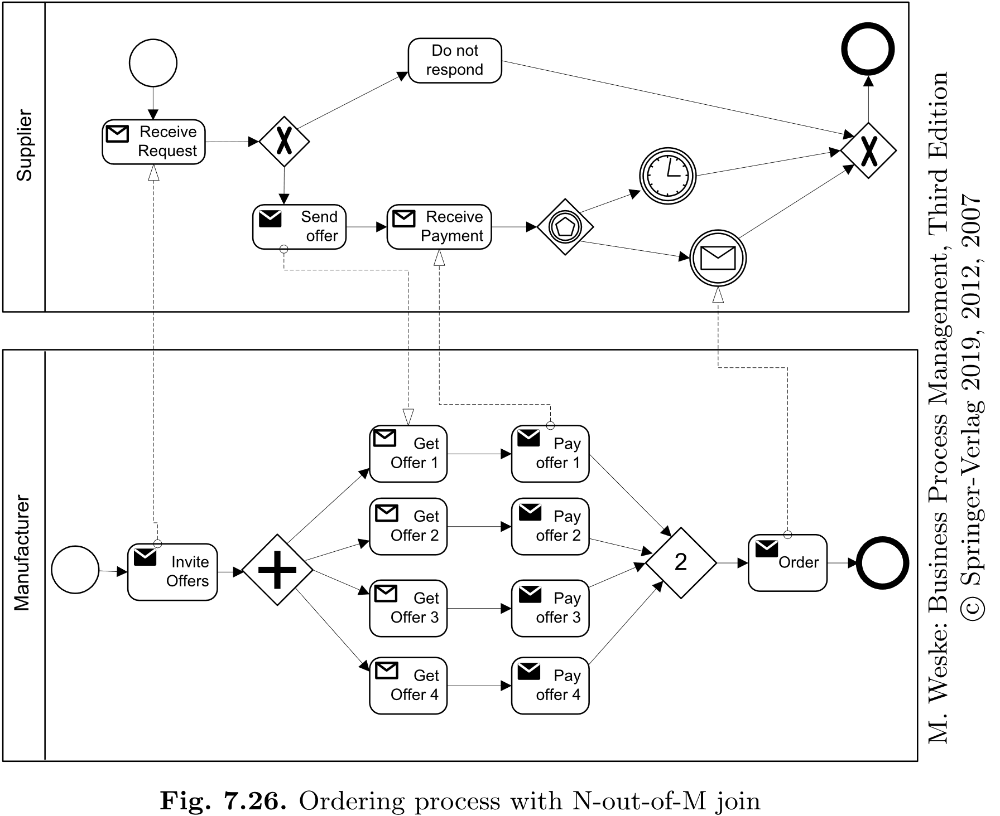 Supplier
Do not
respond
Receive
Request
Send
offer
Receive
Payment
Manufacturer
Invite
Offers
Get
Offer 1
Pay
offer 1
Get
Offer 2
Pay
offer 2
Get
Offer 3
Pay
offer 3
Get
Offer 4
Pay
offer 4
2
Order
M. Weske: Business Process Management, Third Edition
© Springer-Verlag 2019, 2012, 2007
Fig. 7.26. Ordering process with N-out-of-M join